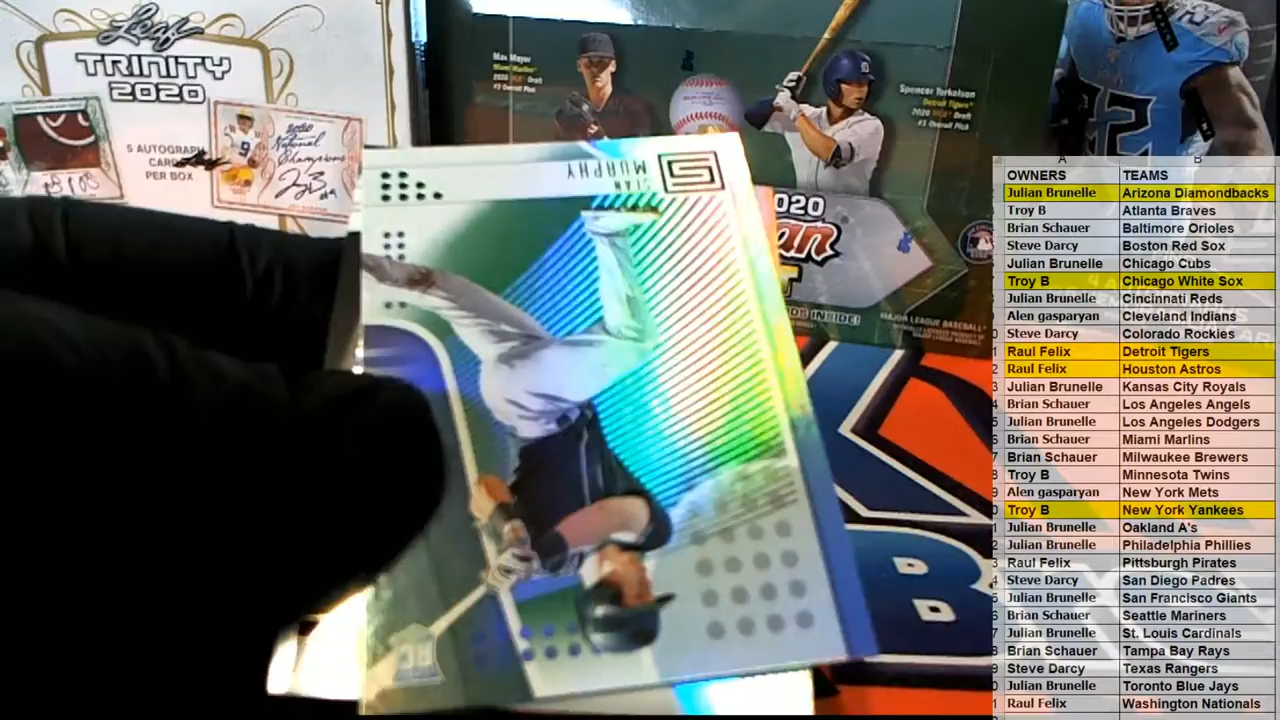 Leaf
TRINITY
2020
5 AUTOGRAPH
CARDS Leaf
PER BOX
2020
National
Champions
9
Max Meyer
Miami Marlins
2020 MLB Draft
#3 Overall Pick
Spencer Torkelson
Detroit Tigers
2020 MLB Draft
#1 Overall Pick
2020
MAJOR LEAGUE BASEBALL
SEAN
MURPHY
RC
A B
OWNERS TEAMS
Julian Brunelle Arizona Diamondbacks
Troy B Atlanta Braves
Brian Schauer Baltimore Orioles
Steve Darcy Boston Red Sox
Julian Brunelle Chicago Cubs
Troy B Chicago White Sox
Julian Brunelle Cincinnati Reds
Alen gasparyan Cleveland Indians
Steve Darcy Colorado Rockies
Raul Felix Detroit Tigers
Raul Felix Houston Astros
Julian Brunelle Kansas City Royals
Brian Schauer Los Angeles Angels
Julian Brunelle Los Angeles Dodgers
Brian Schauer Miami Marlins
Brian Schauer Milwaukee Brewers
Troy B Minnesota Twins
Alen gasparyan New York Mets
Troy B New York Yankees
Julian Brunelle Oakland A's
Julian Brunelle Philadelphia Phillies
Raul Felix Pittsburgh Pirates
Steve Darcy San Diego Padres
Julian Brunelle San Francisco Giants
Brian Schauer Seattle Mariners
Julian Brunelle St. Louis Cardinals
Brian Schauer Tampa Bay Rays
Steve Darcy Texas Rangers
Julian Brunelle Toronto Blue Jays
Raul Felix Washington Nationals